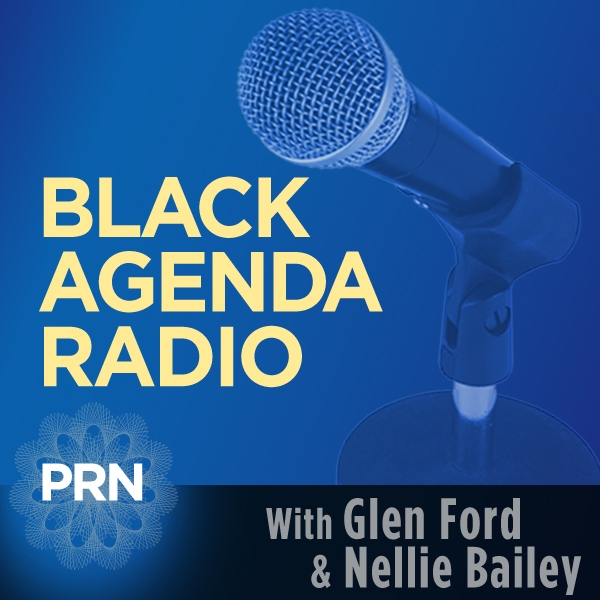 BLACK
AGENDA
RADIO
PRN
With Glen Ford
& Nellie Bailey